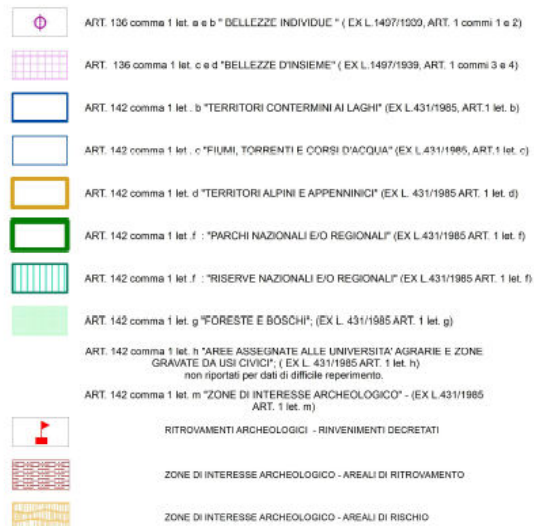 ART. 136 comma 1 let. a e b " BELLEZZE INDIVIDUE " ( EX L.1497/1939, ART. 1 commi 1 e 2)
ART. 136 comma 1 let. c e d "BELLEZZE D'INSIEME" ( EX L.1497/1939, ART. 1 commi 3 e 4)
ART. 142 comma 1 let . b "TERRITORI CONTERMINI AI LAGHI" (EX L.431/1985, ART.1 let. b)
ART. 142 comma 1 let . c "FIUMI, TORRENTI E CORSI D'ACQUA" (EX L.431/1985, ART.1 let. c)
ART. 142 comma 1 let. d "TERRITORI ALPINI E APPENNINICI" (EX L. 431/1985 ART. 1 let. d)
ART. 142 comma 1 let .f : "PARCHI NAZIONALI E/O REGIONALI" (EX L.431/1985 ART. 1 let. f)
ART. 142 comma 1 let .f : "RISERVE NAZIONALI E/O REGIONALI" (EX L.431/1985 ART. 1 let. f)
ART. 142 comma 1 let. g "FORESTE E BOSCHI"; (EX L. 431/1985 ART. 1 let. g)
ART. 142 comma 1 let. h "AREE ASSEGNATE ALLE UNIVERSITA' AGRARIE E ZONE
GRAVATE DA USI CIVICI"; ( EX L. 431/1985 ART. 1 let. h)
non riportati per dati di difficile reperimento.
ART. 142 comma 1 let. m "ZONE DI INTERESSE ARCHEOLOGICO" - (EX L.431/1985
ART. 1 let. m)
RITROVAMENTI ARCHEOLOGICI - RINVENIMENTI DECRETATI
ZONE DI INTERESSE ARCHEOLOGICO - AREALI DI RITROVAMENTO
ZONE DI INTERESSE ARCHEOLOGICO - AREALI DI RISCHIO